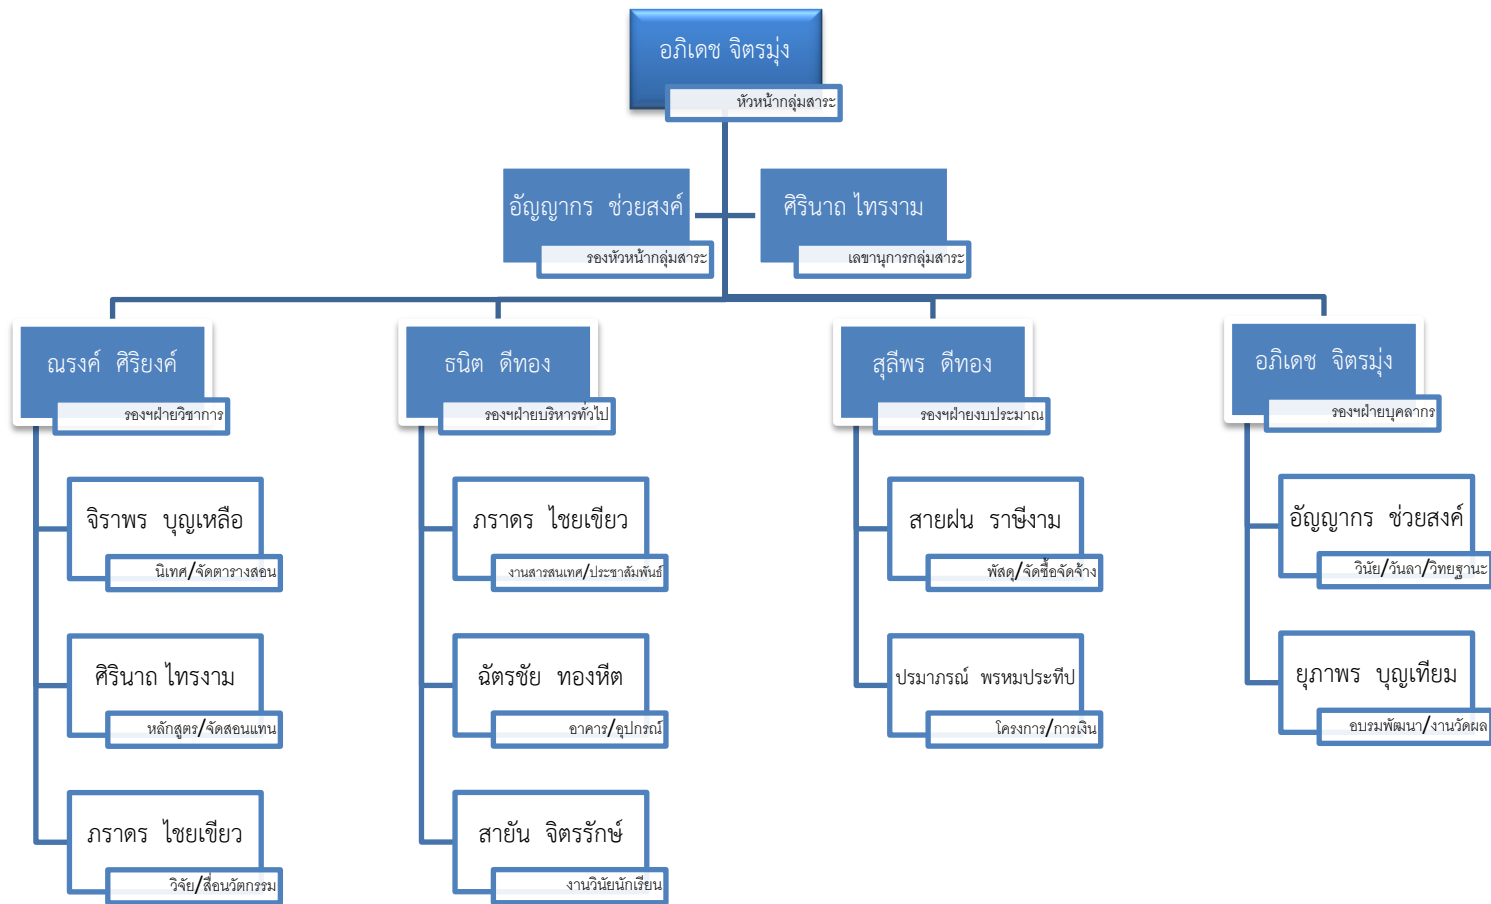 อภิเดช จิตรมุ่ง
หัวหน้ากลุ่มสาระ
อัญญากร ช่วยสงค์
รองหัวหน้ากลุ่มสาระ
ศิรินาถ ไทรงาม
เลขานุการกลุ่มสาระ
ณรงค์ ศิริยงค์
รองฯฝ่ายวิชาการ
จิราพร บุญเหลือ
นิเทศ/จัดตารางสอน
ศิรินาถ ไทรงาม
หลักสูตร/จัดสอนแทน
ภราดร ไชยเขียว
วิจัย/สื่อนวัตกรรม
ธนิต ดีทอง
รองฯฝ่ายบริหารทั่วไป
ภราดร ไชยเขียว
งานสารสนเทศ/ประชาสัมพันธ์
ฉัตรชัย ทองหีต
อาคาร/อุปกรณ์
สายัน จิตรรักษ์
งานวินัยนักเรียน
สุลีพร ดีทอง
รองฯฝ่ายงบประมาณ
สายฝน ราษีงาม
พัสดุ/จัดซื้อจัดจ้าง
ปรมาภรณ์ พรหมประทีป
โครงการ/การเงิน
อภิเดช จิตรมุ่ง
รองฯฝ่ายบุคลากร
อัญญากร ช่วยสงค์
วินัย/วันลา/วิทยฐานะ
ยุภาพร บุญเทียม
อบรมพัฒนา/งานวัดผล